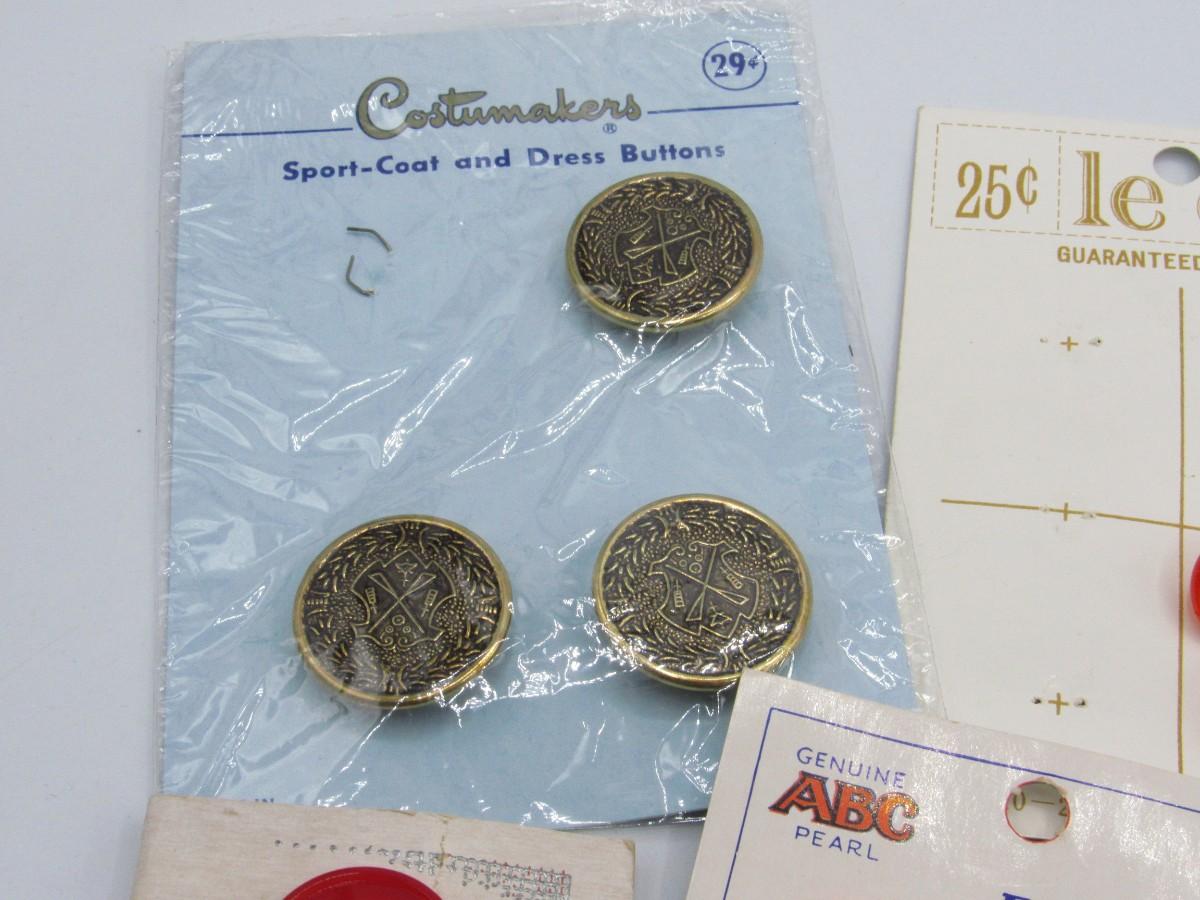 29¢
Costumakers®
Sport-Coat and Dress Buttons
25¢
le
GUARANTEED
GENUINE
ABC
PEARL